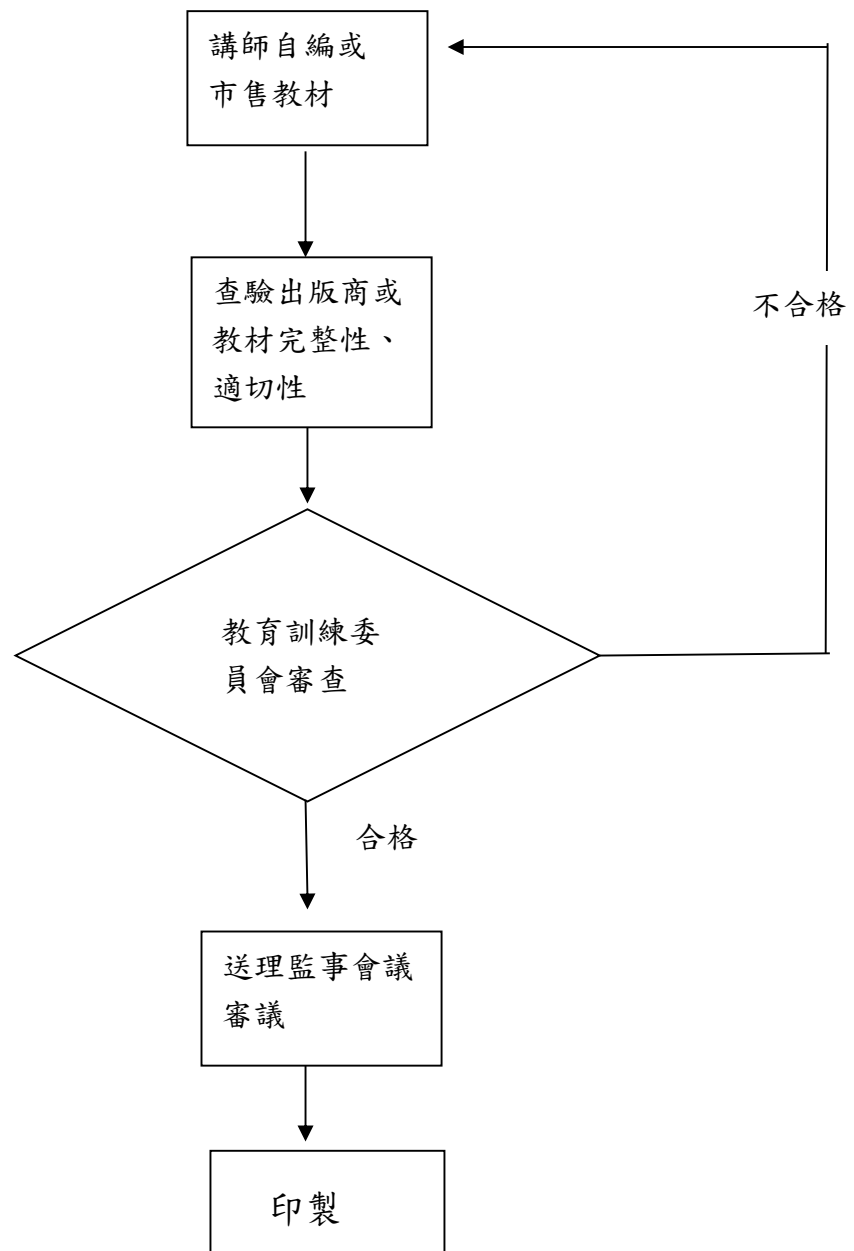 講師自編或
市售教材
查驗出版商或
教材完整性、
適切性
不合格
教育訓練委
員會審查
合格
送理監事會議
審議
印製